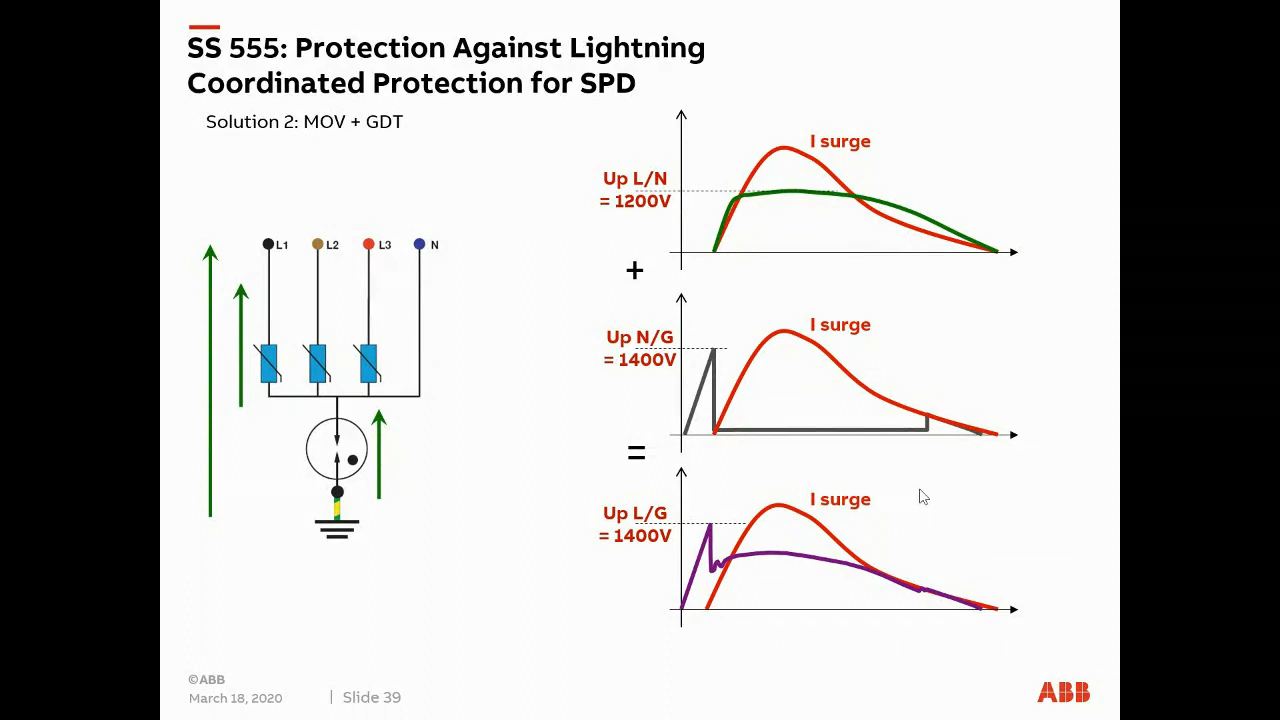 SS 555: Protection Against Lightning
Coordinated Protection for SPD
Solution 2: MOV + GDT
L1
L2
L3
N
I surge
Up L/N
= 1200V
+
I surge
Up N/G
= 1400V
=
I surge
Up L/G
= 1400V
©ABB
March 18, 2020
| Slide 39
ABB